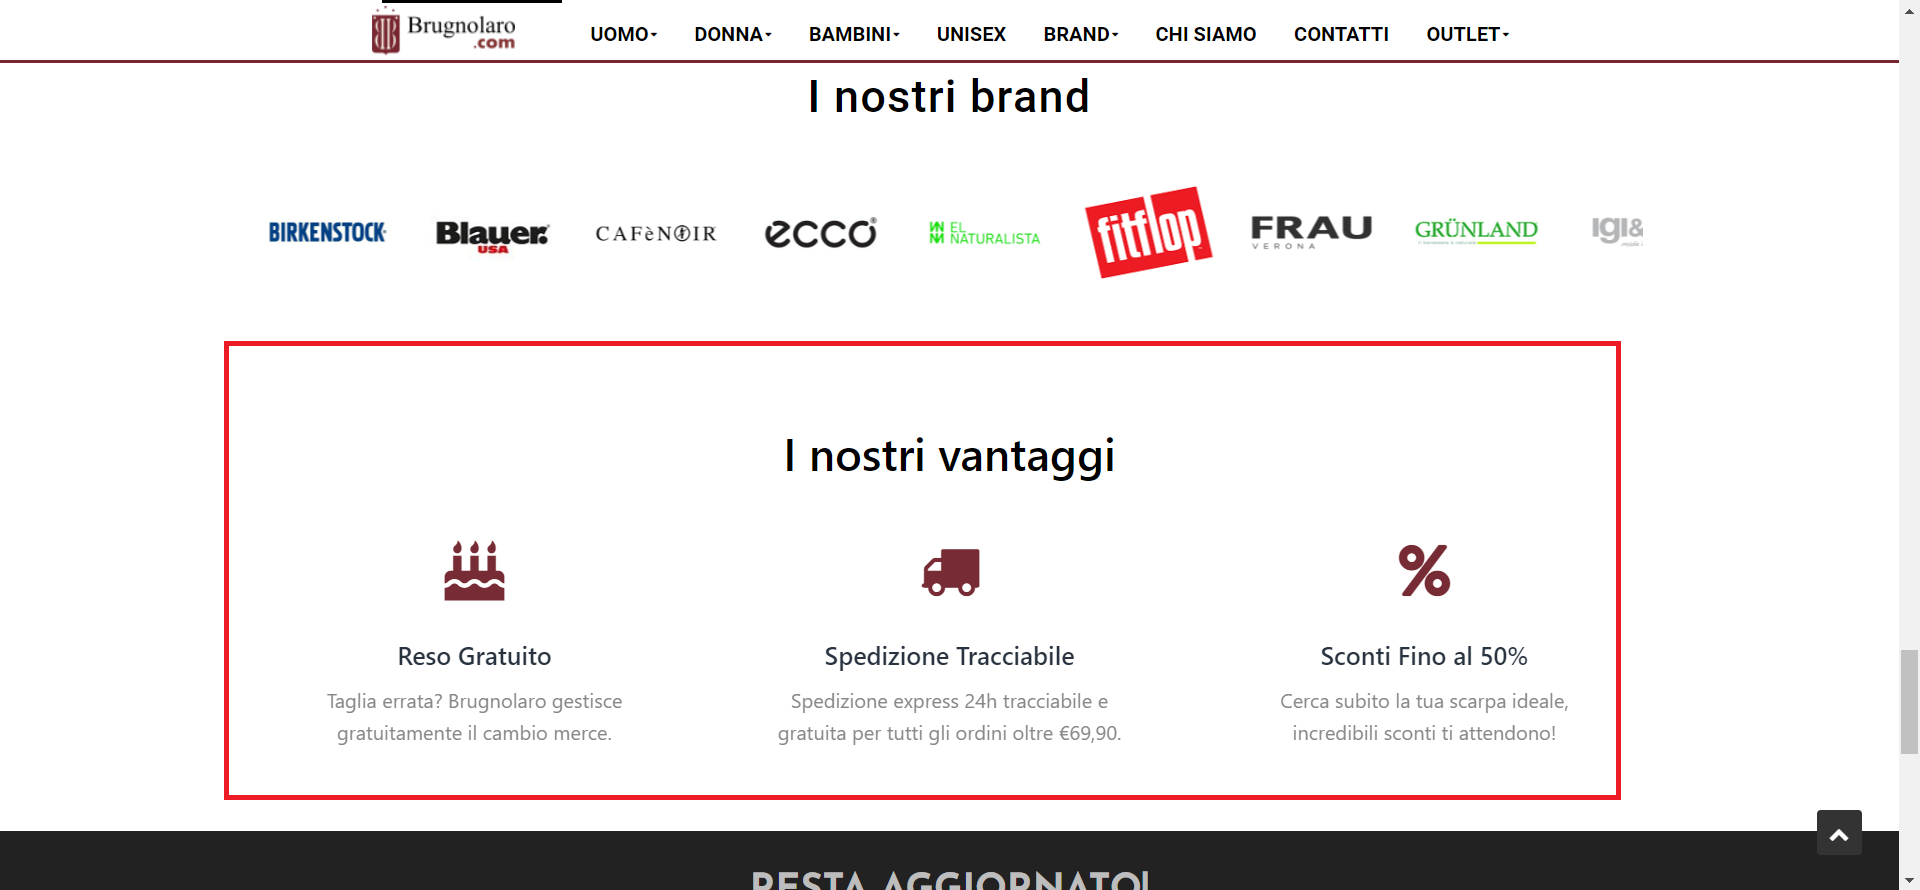 Brugnolaro
.com
UOMO DONNA BAMBINI UNISEX BRAND CHI SIAMO CONTATTI OUTLET
I nostri brand
BIRKENSTOCK
Blauer.
USA
CAFèNOIR
ecco
EL
NATURALISTA
fitflop
FRAU
VERONA
GRÜNLAND
IGI&
I nostri vantaggi
Reso Gratuito
Taglia errata? Brugnolaro gestisce
gratuitamente il cambio merce.
Spedizione Tracciabile
Spedizione express 24h tracciabile e
gratuita per tutti gli ordini oltre €69,90.
Sconti Fino al 50%
Cerca subito la tua scarpa ideale,
incredibili sconti ti attendono!
RESTA AGGIORNATO!